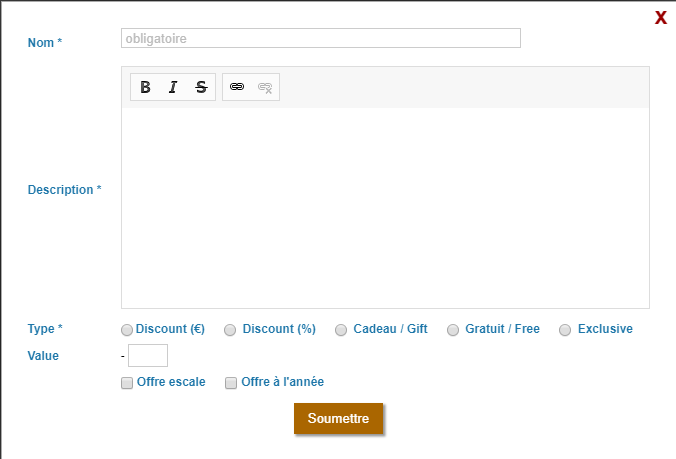 X
Nom * obligatoire
B I S
Description *
Type * Discount (€) Discount (%) Cadeau / Gift Gratuit / Free Exclusive
Value -
Offre escale Offre à l'année
Soumettre